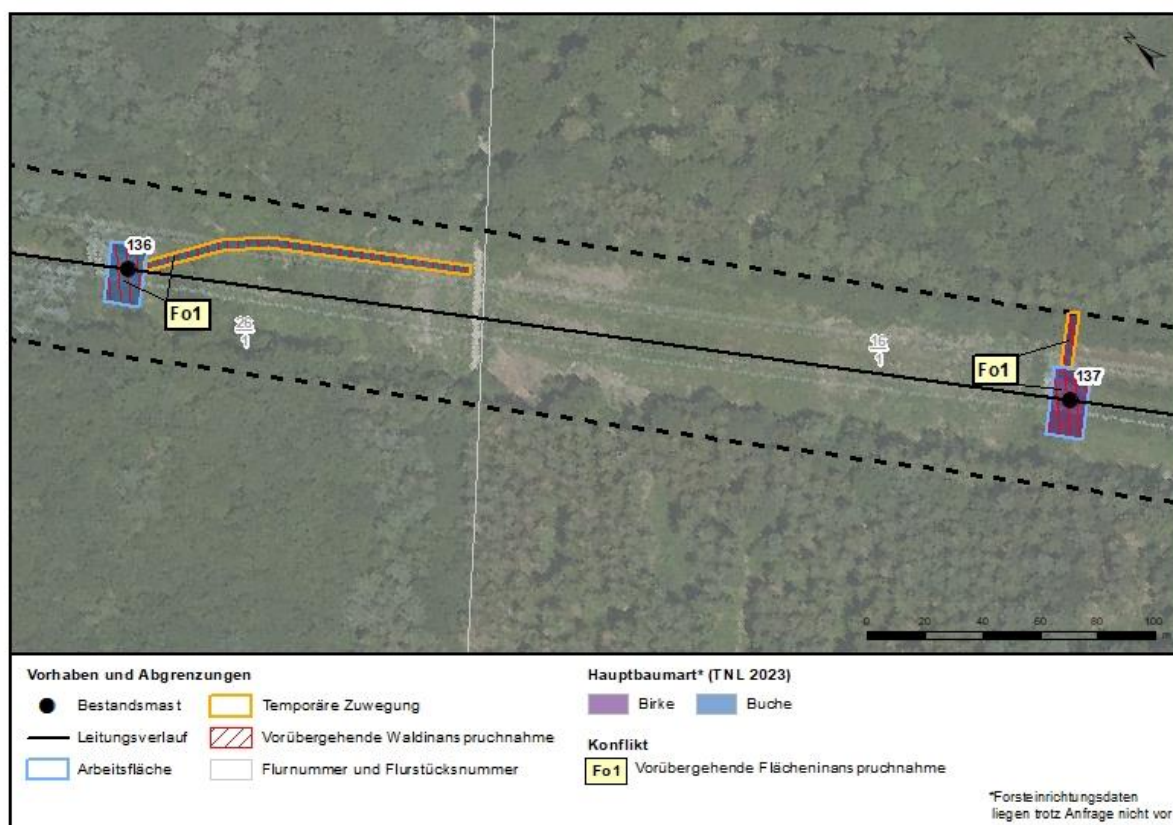 N
136
Fo1
26
1
16
1
Fo1
137
0 20 40 60 80 100
m
Vorhaben und Abgrenzungen
Bestandsmast
Temporäre Zuwegung
Leitungsverlauf
Vorübergehende Waldinanspruchnahme
Arbeitsfläche
Flurnummer und Flurstücksnummer
Hauptbaumart* (TNL 2023)
Birke
Buche
Konflikt
Fo1 Vorübergehende Flächeninanspruchnahme
*Forsteinrichtungsdaten
liegen trotz Anfrage nicht vor